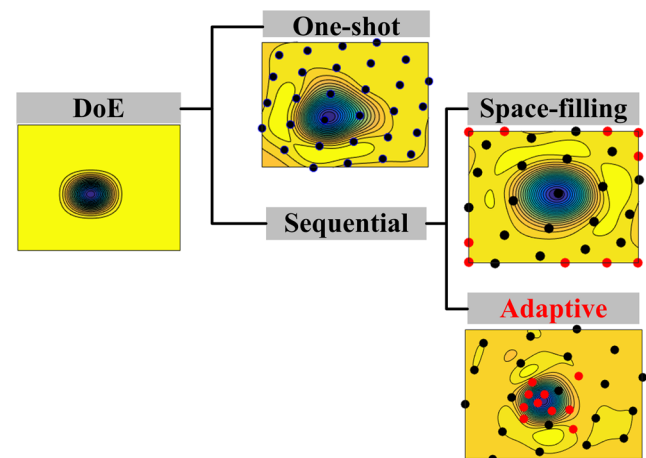 One-shot
DoE
Space-filling
Sequential
Adaptive